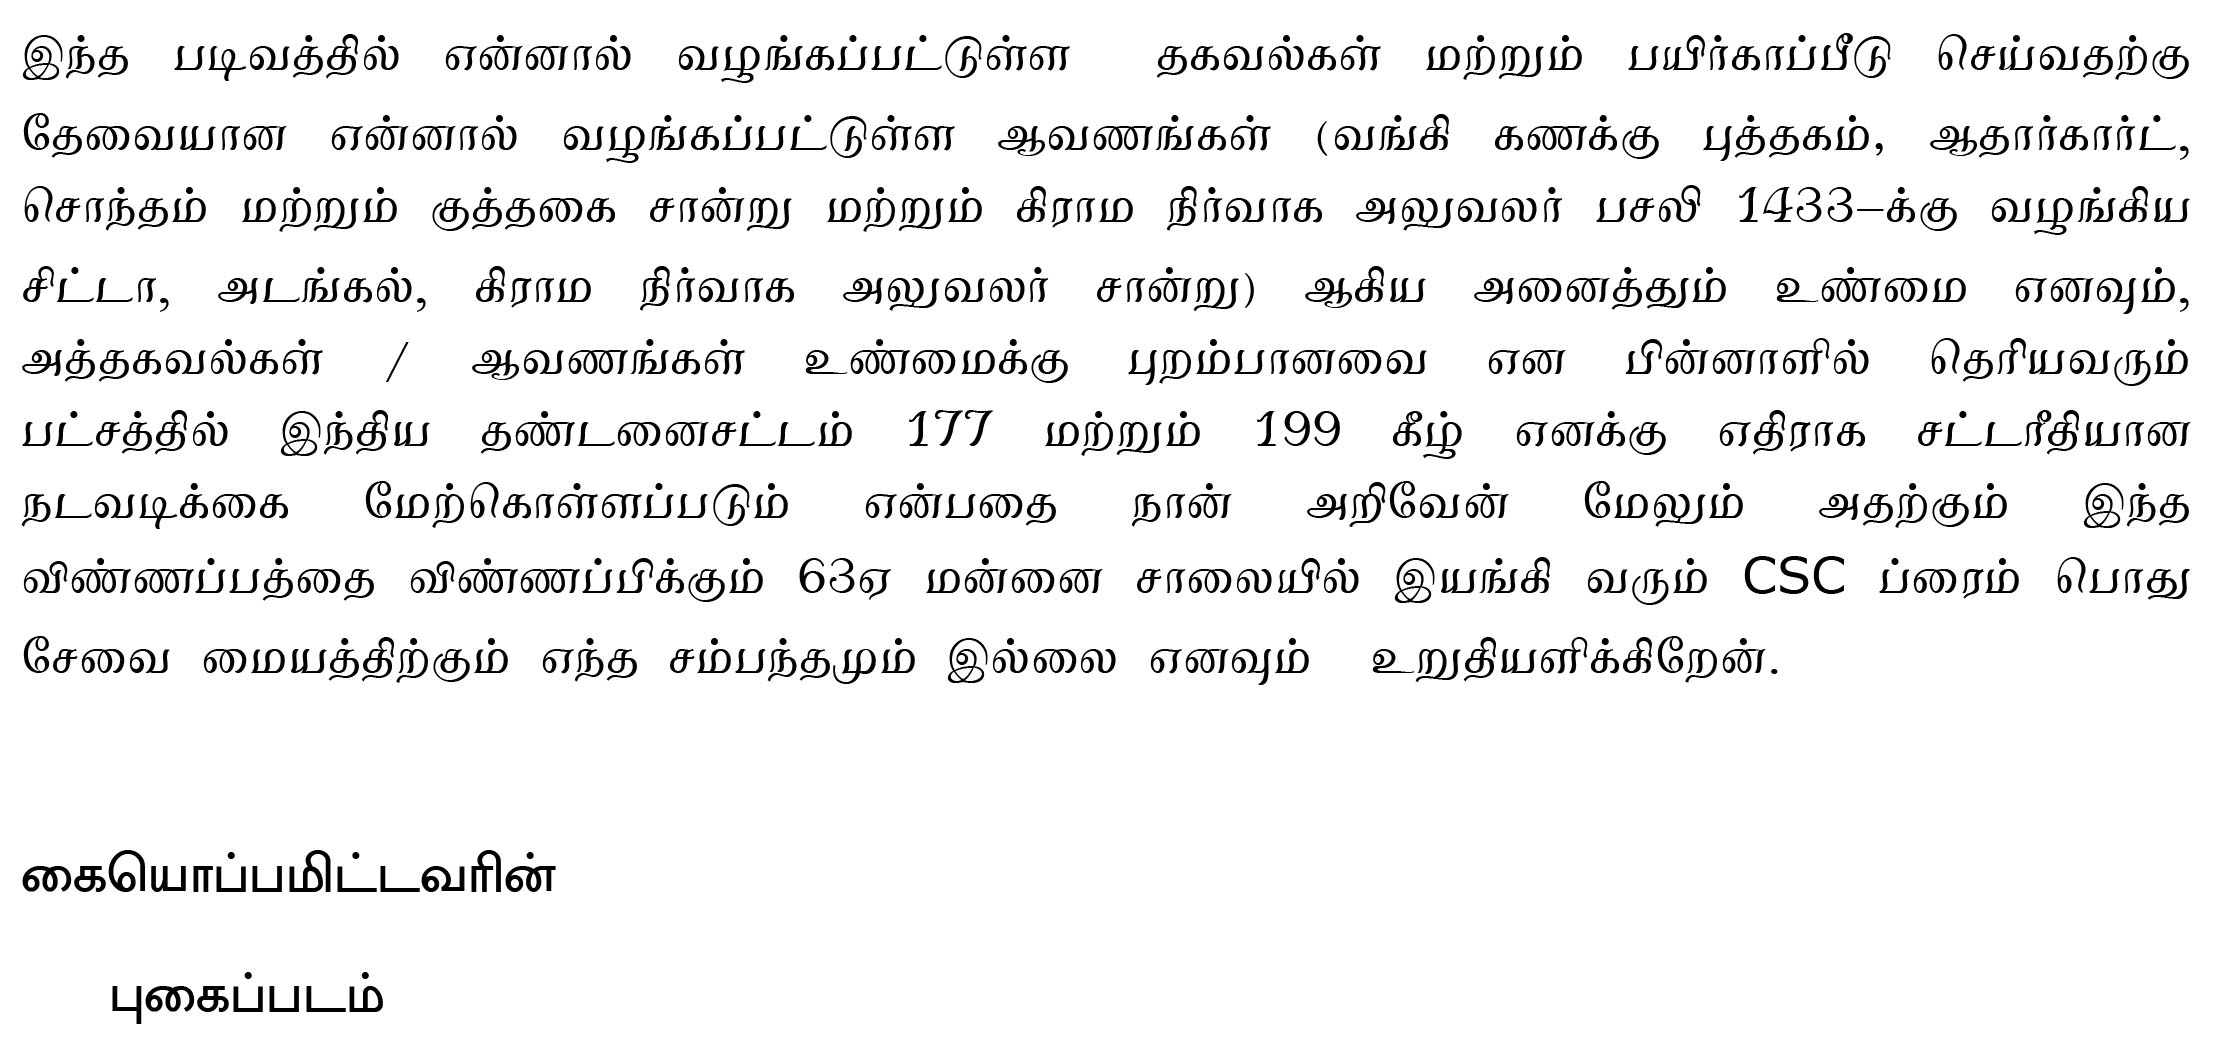 இந்த படிவத்தில் என்னால் வழங்கப்பட்டுள்ள தகவல்கள் மற்றும் பயிர்காப்பீடு செய்வதற்கு
தேவையான என்னால் வழங்கப்பட்டுள்ள ஆவணங்கள் (வங்கி கணக்கு புத்தகம், ஆதார்கார்ட்,
சொந்தம் மற்றும் குத்தகை சான்று மற்றும் கிராம நிர்வாக அலுவலர் பசலி 1433–க்கு வழங்கிய
சிட்டா, அடங்கல், கிராம நிர்வாக அலுவலர் சான்று) ஆகிய அனைத்தும் உண்மை எனவும்,
அத்தகவல்கள் / ஆவணங்கள் உண்மைக்கு புறம்பானவை என பின்னாளில் தெரியவரும்
பட்சத்தில் இந்திய தண்டனைசட்டம் 177 மற்றும் 199 கீழ் எனக்கு எதிராக சட்டரீதியான
நடவடிக்கை மேற்கொள்ளப்படும் என்பதை நான் அறிவேன் மேலும் அதற்கும் இந்த
விண்ணப்பத்தை விண்ணப்பிக்கும் 63ஏ மன்னை சாலையில் இயங்கி வரும் CSC ப்ரைம் பொது
சேவை மையத்திற்கும் எந்த சம்பந்தமும் இல்லை எனவும் உறுதியளிக்கிறேன்.
கையொப்பமிட்டவரின்
புகைப்படம்